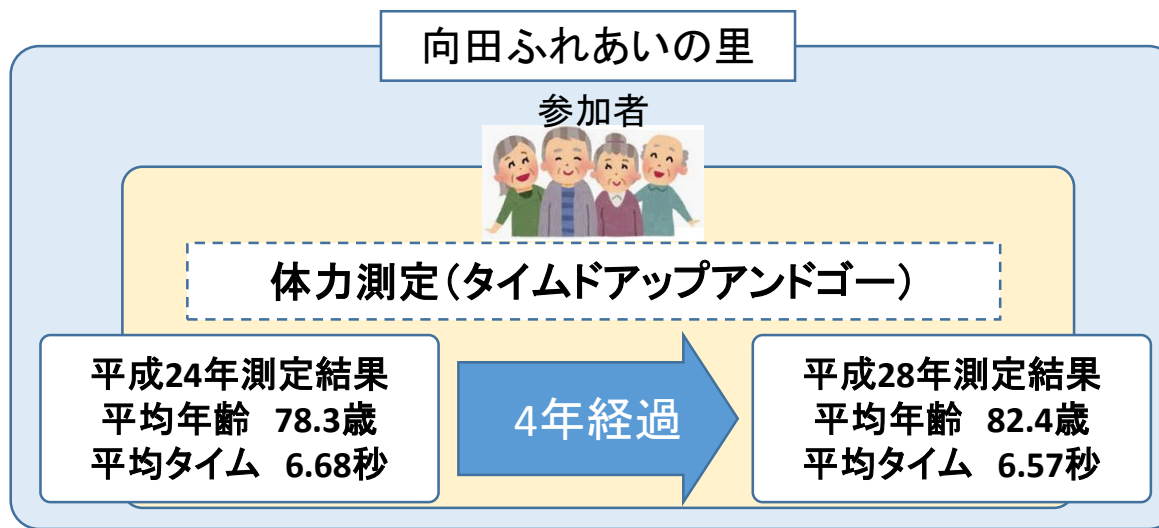 向田ふれあいの里
参加者
体力測定(タイムドアップアンドゴー)
平成24年測定結果
平均年齢 78.3歳
平均タイム 6.68秒
4年経過
平成28年測定結果
平均年齢 82.4歳
平均タイム 6.57秒